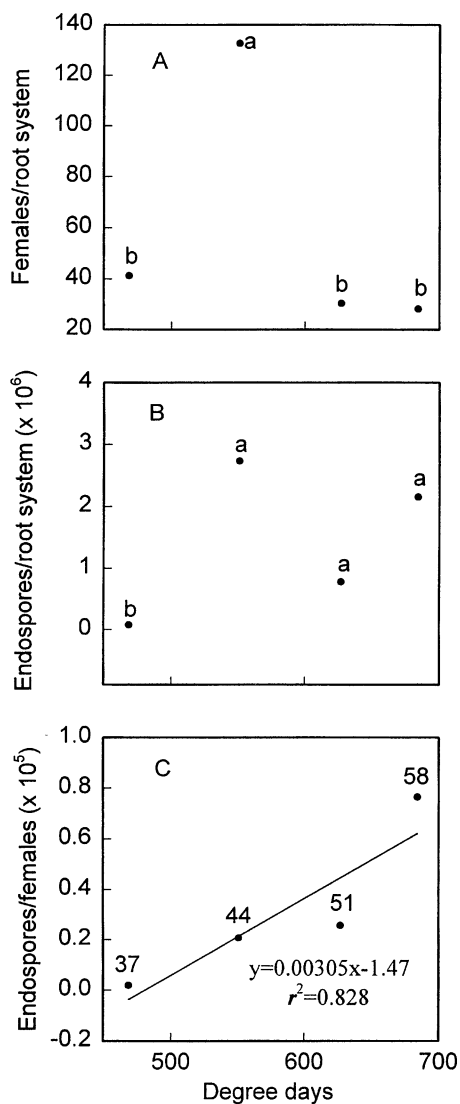 Females/root system
140
120
100
80
60
40
20
A
b
a
b
b
Endospores/root system (x 10⁶)
4
3
2
1
0
B
b
a
a
a
Endospores/females (x 10⁵)
1.0
0.8
0.6
0.4
0.2
0.0
-0.2
C
37
44
51
58
y=0.00305x-1.47
r²=0.828
500
600
700
Degree days